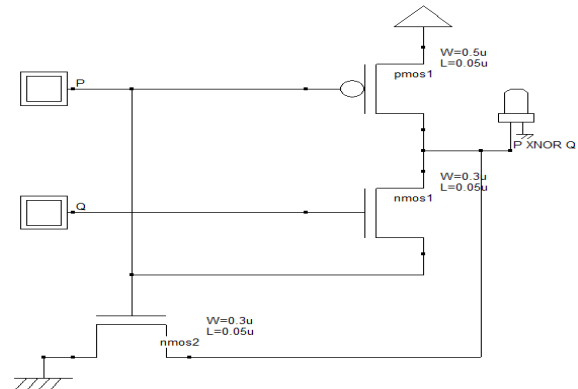 W=0.5u
L=0.05u
P
pmos1
P XNOR Q
W=0.3u
L=0.05u
nmos1
Q
W=0.3u
L=0.05u
nmos2